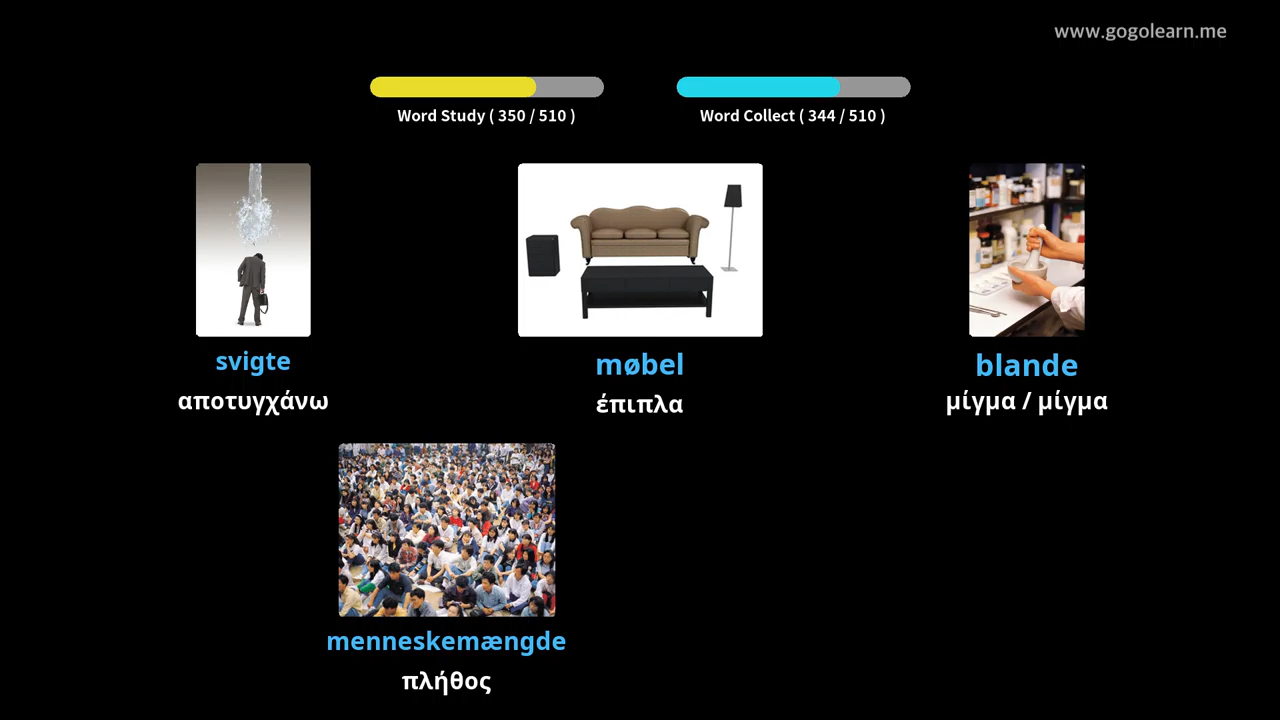 www.gogolearn.me
Word Study ( 350 / 510 )
Word Collect ( 344 / 510 )
svigte
αποτυγχάνω
møbel
έπιπλα
blande
μίγμα / μίγμα
menneskemængde
πλήθος